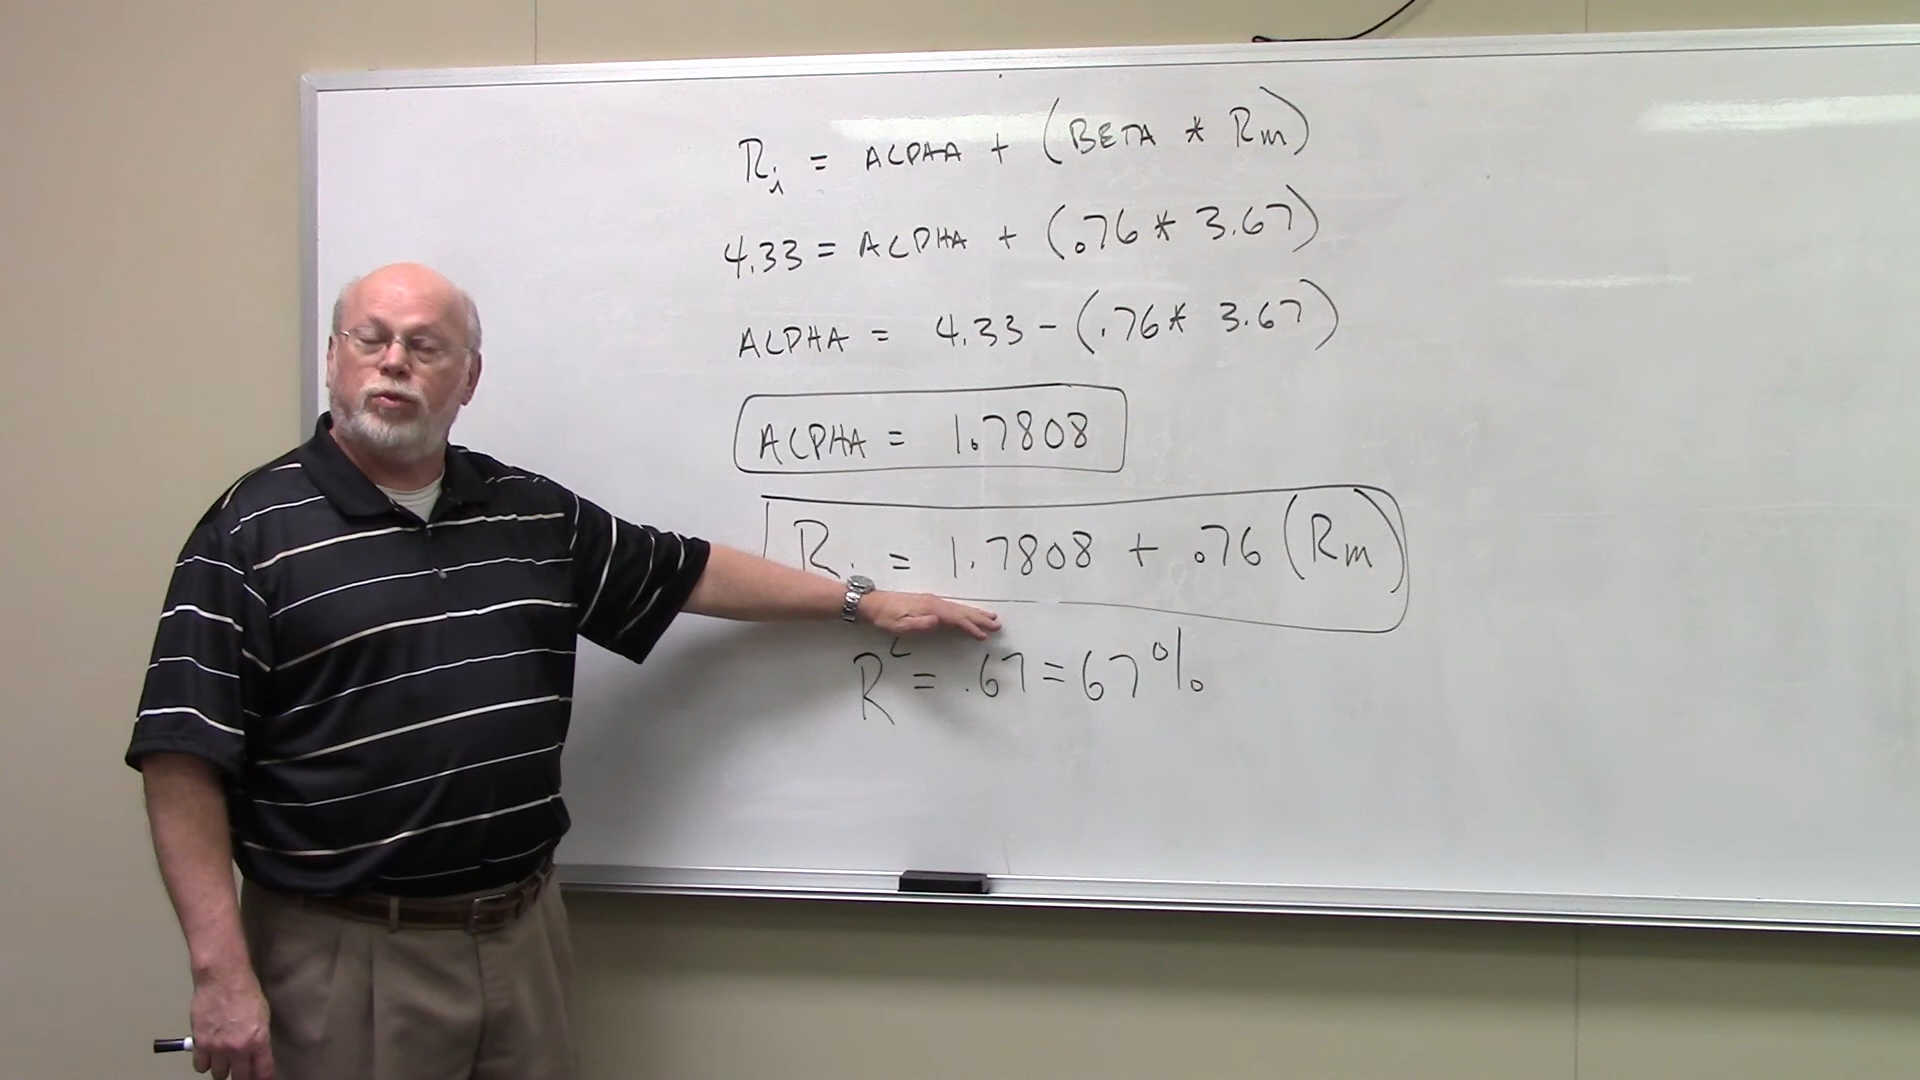 Ri = ALPHA + (BETA * Rm)
4.33 = ALPHA + (.76 * 3.67)
ALPHA = 4.33 - (.76 * 3.67)
ALPHA = 1.7808
Ri = 1.7808 + .76 (Rm)
R² = .67 = 67%